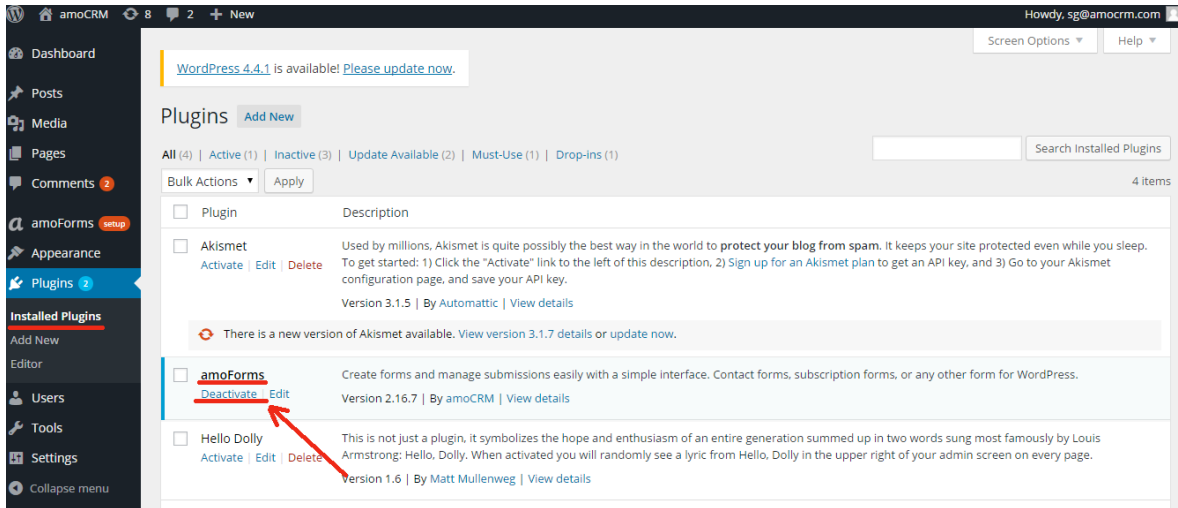 amoCRM 8 2 + New
Howdy, sg@amocrm.com
Screen Options ▼ Help ▼
Dashboard
Posts
Media
Pages
Comments 2
amoForms setup
Appearance
Plugins 2
Installed Plugins
Add New
Editor
Users
Tools
Settings
Collapse menu
WordPress 4.4.1 is available! Please update now.
Plugins Add New
All (4) | Active (1) | Inactive (3) | Update Available (2) | Must-Use (1) | Drop-ins (1)
Search Installed Plugins
Bulk Actions ▼ Apply
4 items
Plugin Description
Akismet
Activate | Edit | Delete
Used by millions, Akismet is quite possibly the best way in the world to protect your blog from spam. It keeps your site protected even while you sleep.
To get started: 1) Click the "Activate" link to the left of this description, 2) Sign up for an Akismet plan to get an API key, and 3) Go to your Akismet
configuration page, and save your API key.
Version 3.1.5 | By Automattic | View details
There is a new version of Akismet available. View version 3.1.7 details or update now.
amoForms
Deactivate | Edit
Create forms and manage submissions easily with a simple interface. Contact forms, subscription forms, or any other form for WordPress.
Version 2.16.7 | By amoCRM | View details
Hello Dolly
Activate | Edit | Delete
This is not just a plugin, it symbolizes the hope and enthusiasm of an entire generation summed up in two words sung most famously by Louis
Armstrong: Hello, Dolly. When activated you will randomly see a lyric from Hello, Dolly in the upper right of your admin screen on every page.
Version 1.6 | By Matt Mullenweg | View details